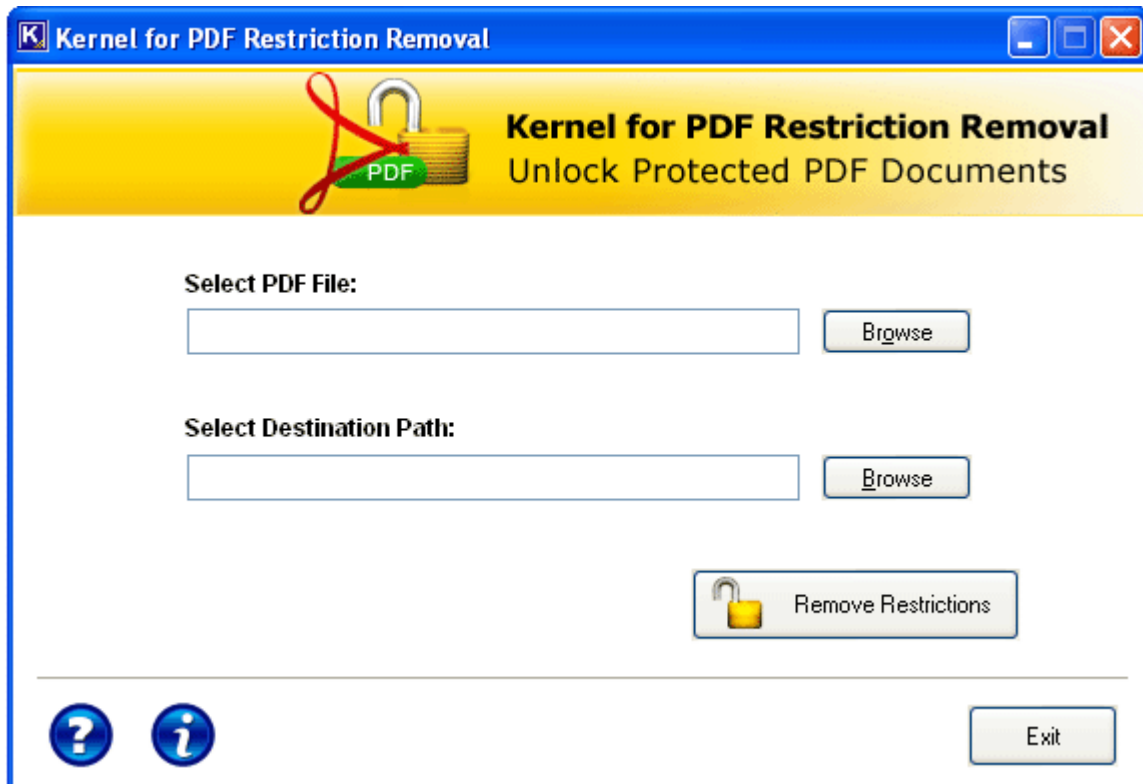 Kernel for PDF Restriction Removal
Kernel for PDF Restriction Removal
Unlock Protected PDF Documents
PDF
Select PDF File:
Browse
Select Destination Path:
Browse
Remove Restrictions
Exit